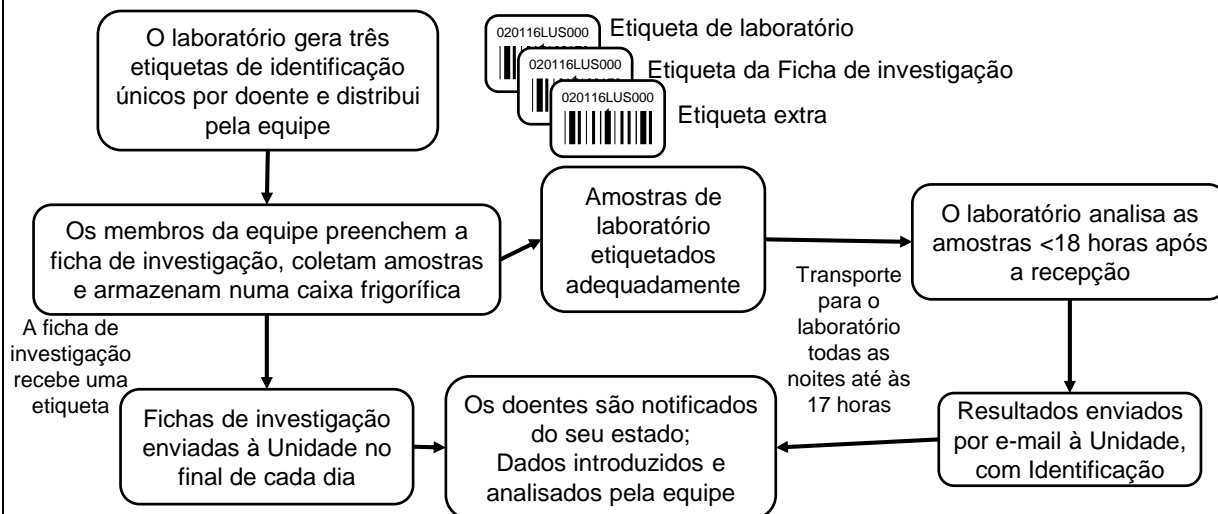 O laboratório gera três
etiquetas de identificação
únicos por doente e distribui
pela equipe
020116LUS000
Etiqueta de laboratório
020116LUS000
Etiqueta da Ficha de investigação
020116LUS000
Etiqueta extra
Os membros da equipe preenchem a
ficha de investigação, coletam amostras
e armazenam numa caixa frigorífica
Amostras de
laboratório
etiquetados
adequadamente
O laboratório analisa as
amostras <18 horas após
a recepção
Transporte
para o
laboratório
todas as
noites até às
17 horas
A ficha de
investigação
recebe uma
etiqueta
Fichas de investigação
enviadas à Unidade no
final de cada dia
Os doentes são notificados
do seu estado;
Dados introduzidos e
analisados pela equipe
Resultados enviados
por e-mail à Unidade,
com Identificação